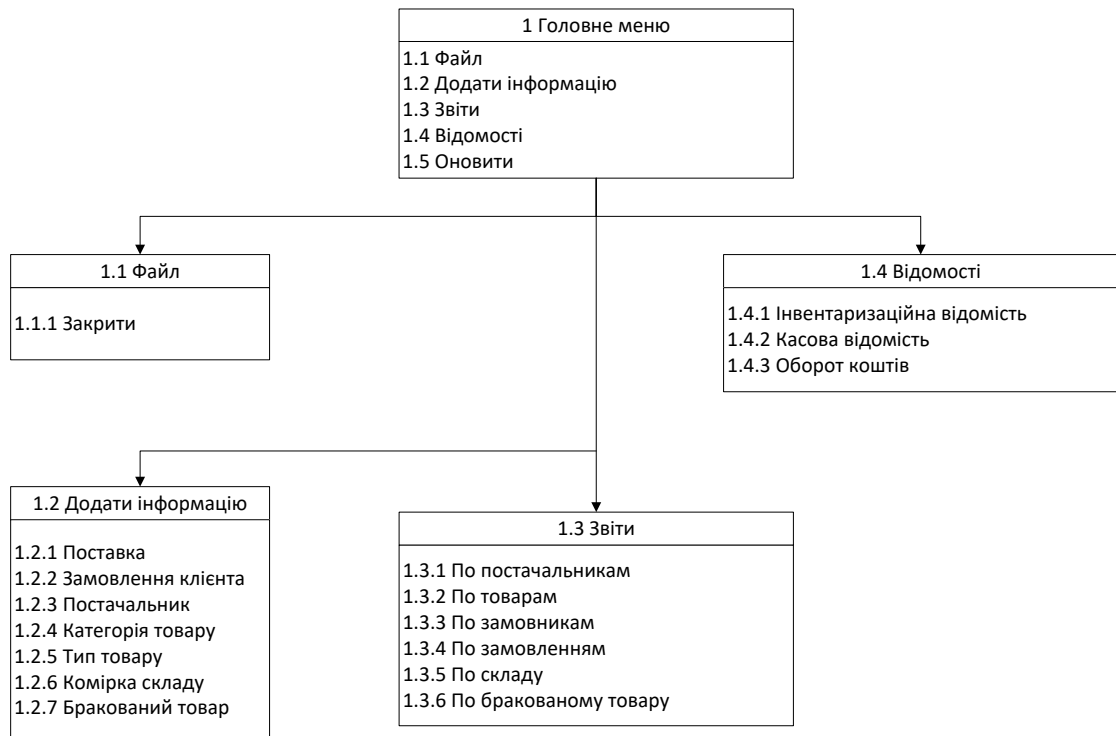 1 Головне меню
1.1 Файл
1.2 Додати інформацію
1.3 Звіти
1.4 Відомості
1.5 Оновити
1.1 Файл
1.1.1 Закрити
1.4 Відомості
1.4.1 Інвентаризаційна відомість
1.4.2 Касова відомість
1.4.3 Оборот коштів
1.2 Додати інформацію
1.2.1 Поставка
1.2.2 Замовлення клієнта
1.2.3 Постачальник
1.2.4 Категорія товару
1.2.5 Тип товару
1.2.6 Комірка складу
1.2.7 Бракований товар
1.3 Звіти
1.3.1 По постачальникам
1.3.2 По товарам
1.3.3 По замовникам
1.3.4 По замовленням
1.3.5 По складу
1.3.6 По бракованому товару